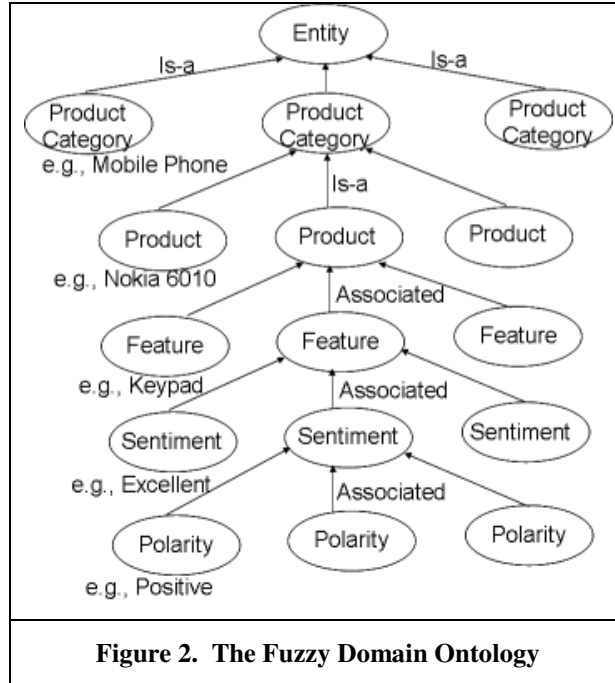 Entity
Is-a
Is-a
Product
Category
Product
Category
Product
Category
e.g., Mobile Phone
Is-a
Product
Product
Product
e.g., Nokia 6010
Associated
Feature
Feature
Feature
e.g., Keypad
Associated
Sentiment
Sentiment
Sentiment
e.g., Excellent
Associated
Polarity
Polarity
Polarity
e.g., Positive
Figure 2. The Fuzzy Domain Ontology